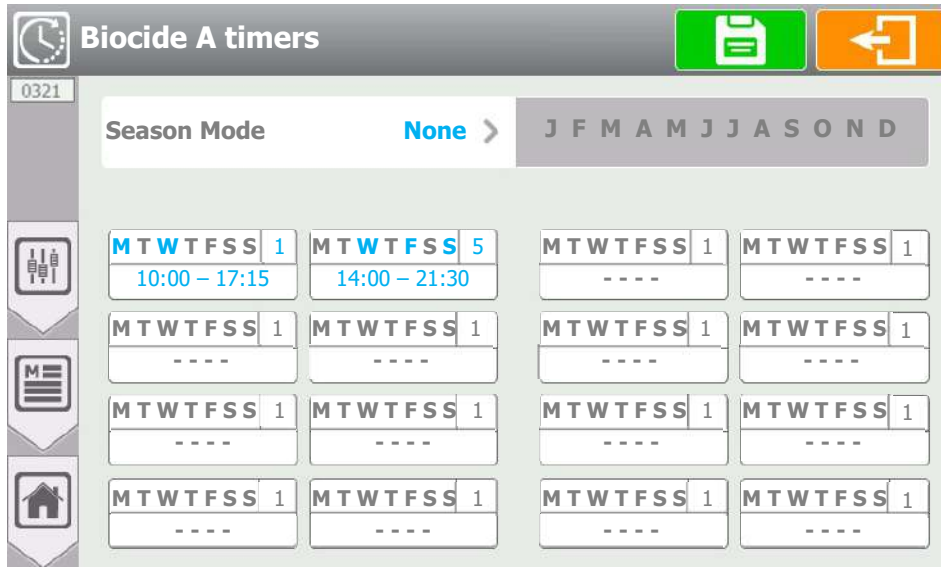 Biocide A timers
0321
Season Mode None J F M A M J J A S O N D
M T W T F S S 1 M T W T F S S 5 M T W T F S S 1 M T W T F S S 1
10:00 – 17:15 14:00 – 21:30 - - - - - - - -
M T W T F S S 1 M T W T F S S 1 M T W T F S S 1 M T W T F S S 1
- - - - - - - - - - - - - - - -
M T W T F S S 1 M T W T F S S 1 M T W T F S S 1 M T W T F S S 1
- - - - - - - - - - - - - - - -
M T W T F S S 1 M T W T F S S 1 M T W T F S S 1 M T W T F S S 1
- - - - - - - - - - - - - - - -
M